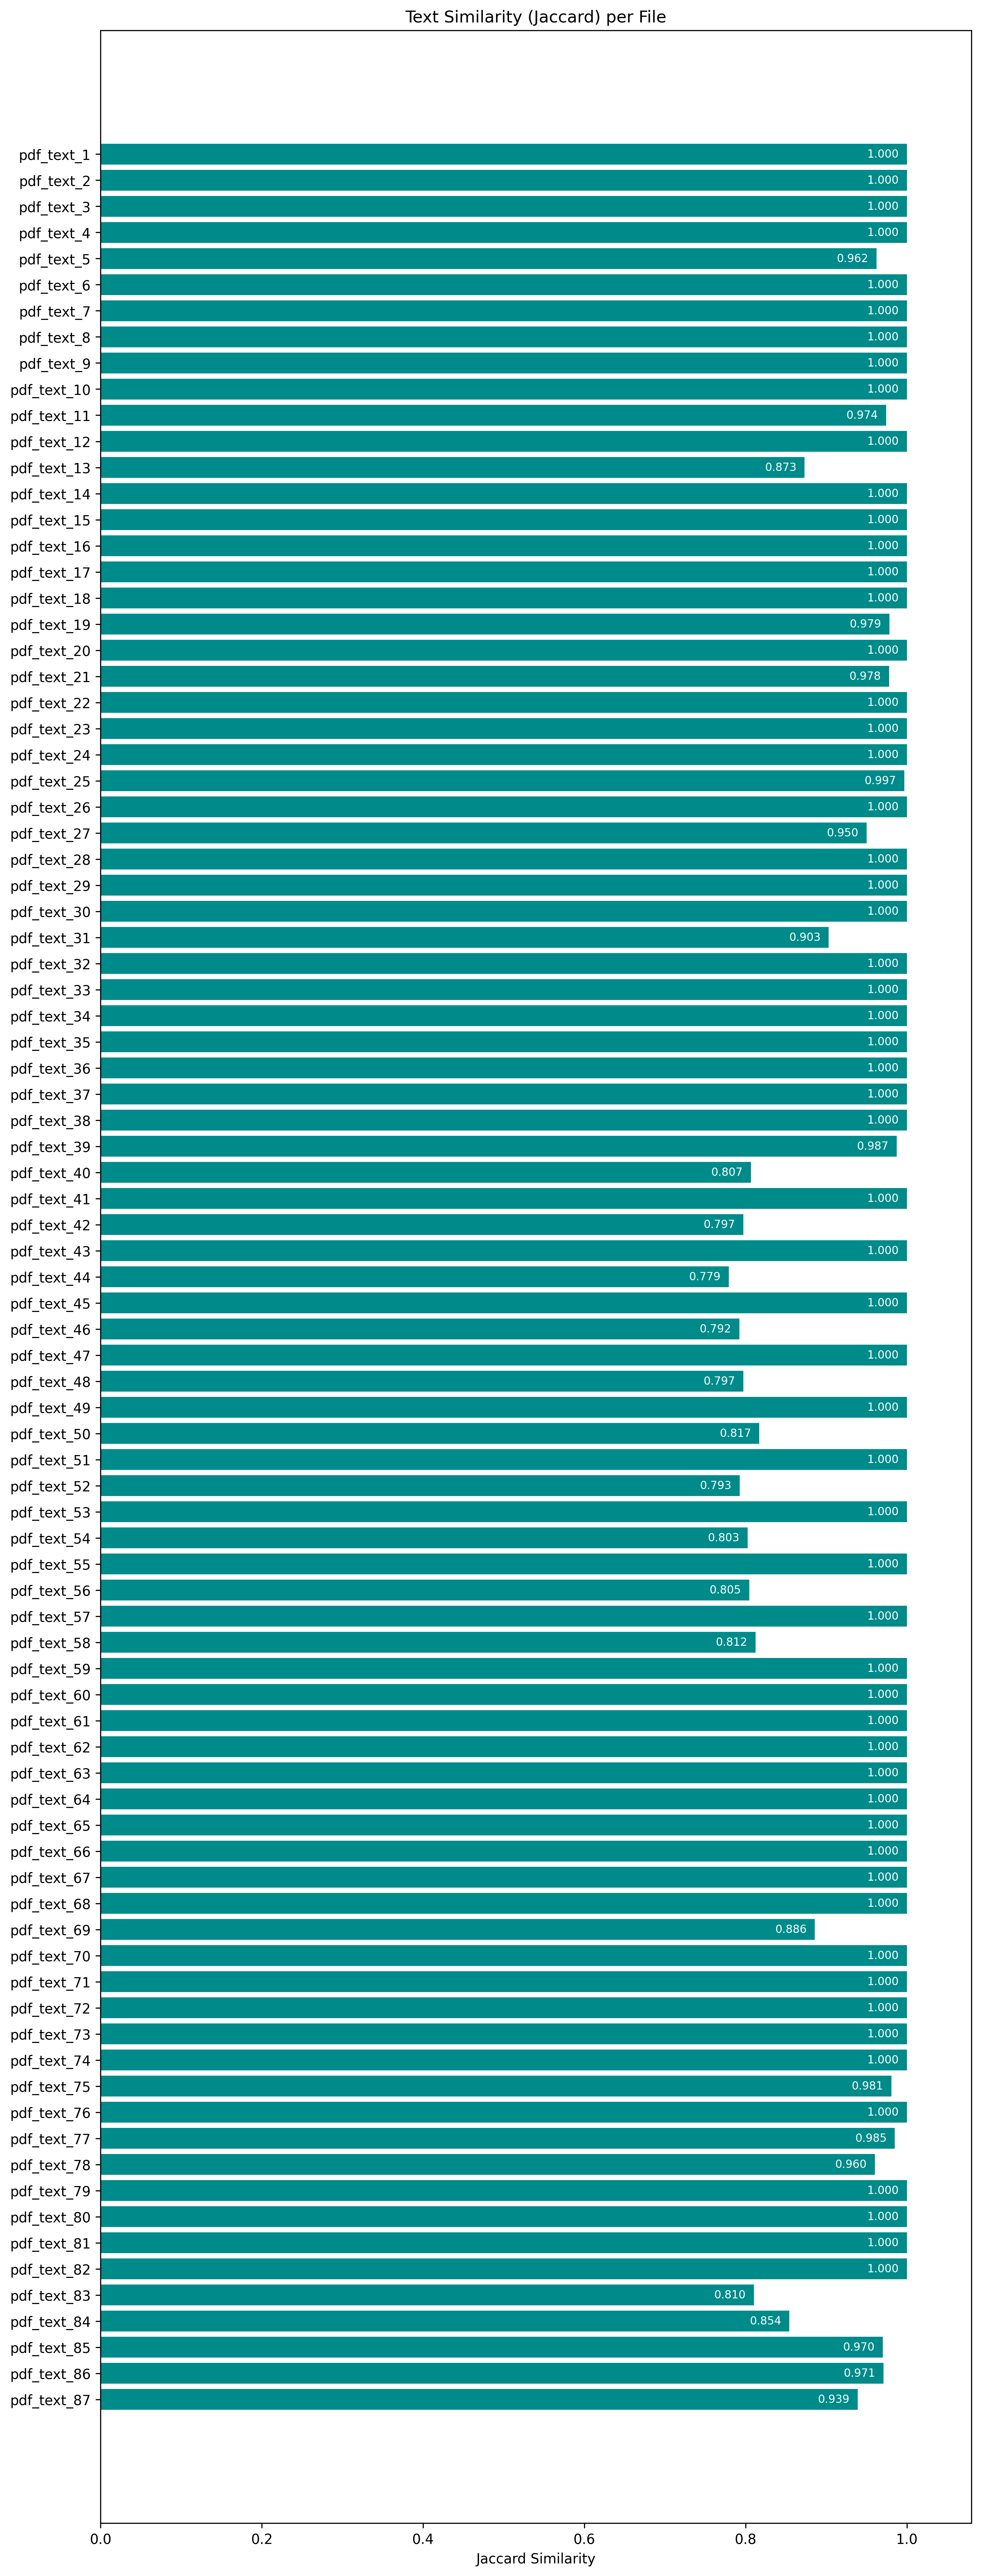 Text Similarity (Jaccard) per File
pdf_text_1 1.000
pdf_text_2 1.000
pdf_text_3 1.000
pdf_text_4 1.000
pdf_text_5 0.962
pdf_text_6 1.000
pdf_text_7 1.000
pdf_text_8 1.000
pdf_text_9 1.000
pdf_text_10 1.000
pdf_text_11 0.974
pdf_text_12 1.000
pdf_text_13 0.873
pdf_text_14 1.000
pdf_text_15 1.000
pdf_text_16 1.000
pdf_text_17 1.000
pdf_text_18 1.000
pdf_text_19 0.979
pdf_text_20 1.000
pdf_text_21 0.978
pdf_text_22 1.000
pdf_text_23 1.000
pdf_text_24 1.000
pdf_text_25 0.997
pdf_text_26 1.000
pdf_text_27 0.950
pdf_text_28 1.000
pdf_text_29 1.000
pdf_text_30 1.000
pdf_text_31 0.903
pdf_text_32 1.000
pdf_text_33 1.000
pdf_text_34 1.000
pdf_text_35 1.000
pdf_text_36 1.000
pdf_text_37 1.000
pdf_text_38 1.000
pdf_text_39 0.987
pdf_text_40 0.807
pdf_text_41 1.000
pdf_text_42 0.797
pdf_text_43 1.000
pdf_text_44 0.779
pdf_text_45 1.000
pdf_text_46 0.792
pdf_text_47 1.000
pdf_text_48 0.797
pdf_text_49 1.000
pdf_text_50 0.817
pdf_text_51 1.000
pdf_text_52 0.793
pdf_text_53 1.000
pdf_text_54 0.803
pdf_text_55 1.000
pdf_text_56 0.805
pdf_text_57 1.000
pdf_text_58 0.812
pdf_text_59 1.000
pdf_text_60 1.000
pdf_text_61 1.000
pdf_text_62 1.000
pdf_text_63 1.000
pdf_text_64 1.000
pdf_text_65 1.000
pdf_text_66 1.000
pdf_text_67 1.000
pdf_text_68 1.000
pdf_text_69 0.886
pdf_text_70 1.000
pdf_text_71 1.000
pdf_text_72 1.000
pdf_text_73 1.000
pdf_text_74 1.000
pdf_text_75 0.981
pdf_text_76 1.000
pdf_text_77 0.985
pdf_text_78 0.960
pdf_text_79 1.000
pdf_text_80 1.000
pdf_text_81 1.000
pdf_text_82 1.000
pdf_text_83 0.810
pdf_text_84 0.854
pdf_text_85 0.970
pdf_text_86 0.971
pdf_text_87 0.939
0.0 0.2 0.4 0.6 0.8 1.0
Jaccard Similarity